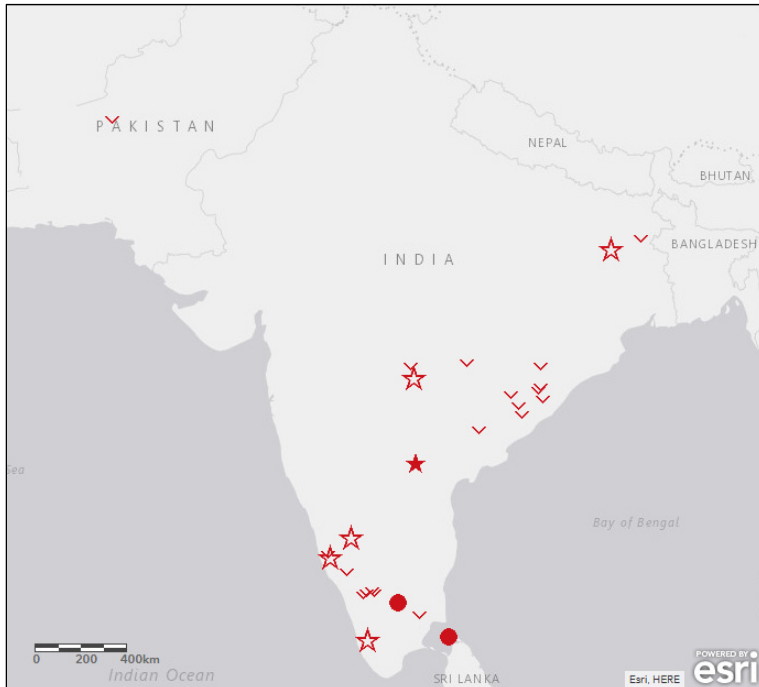 PAKISTAN
NEPAL
BHUTAN
BANGLADESH
INDIA
Sea
Bay of Bengal
0 200 400km
Indian Ocean
SRI LANKA
Esri, HERE
POWERED BY
esri